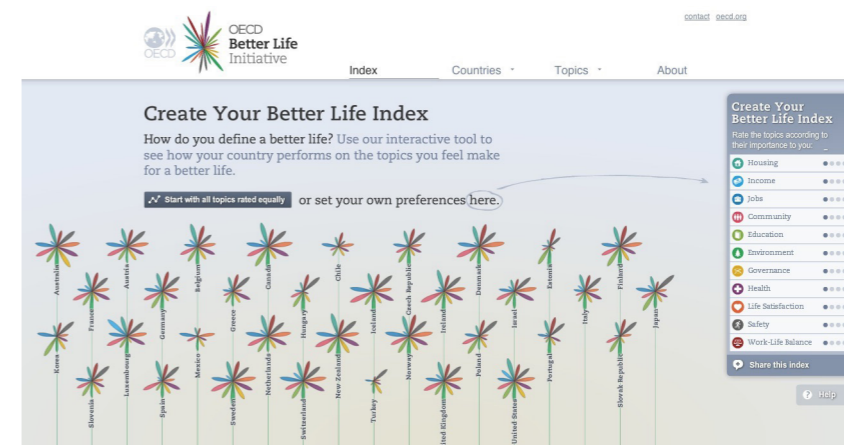 contact oecd.org
OECD
OECD
Better Life
Initiative
Index Countries Topics About
Create Your Better Life Index
How do you define a better life? Use our interactive tool to
see how your country performs on the topics you feel make
for a better life.
Start with all topics rated equally or set your own preferences here.
Create Your
Better Life Index
Rate the topics according to
their importance to you:
Housing
Income
Jobs
Community
Education
Environment
Governance
Health
Life Satisfaction
Safety
Work-Life Balance
Share this index
? Help
Australia
Austria
Belgium
Canada
Chile
Czech Republic
Denmark
Estonia
Finland
France
Germany
Greece
Hungary
Iceland
Ireland
Israel
Italy
Japan
Korea
Luxembourg
Mexico
Netherlands
New Zealand
Norway
Poland
Portugal
Slovak Republic
Slovenia
Spain
Sweden
Switzerland
Turkey
ted Kingdom
United States